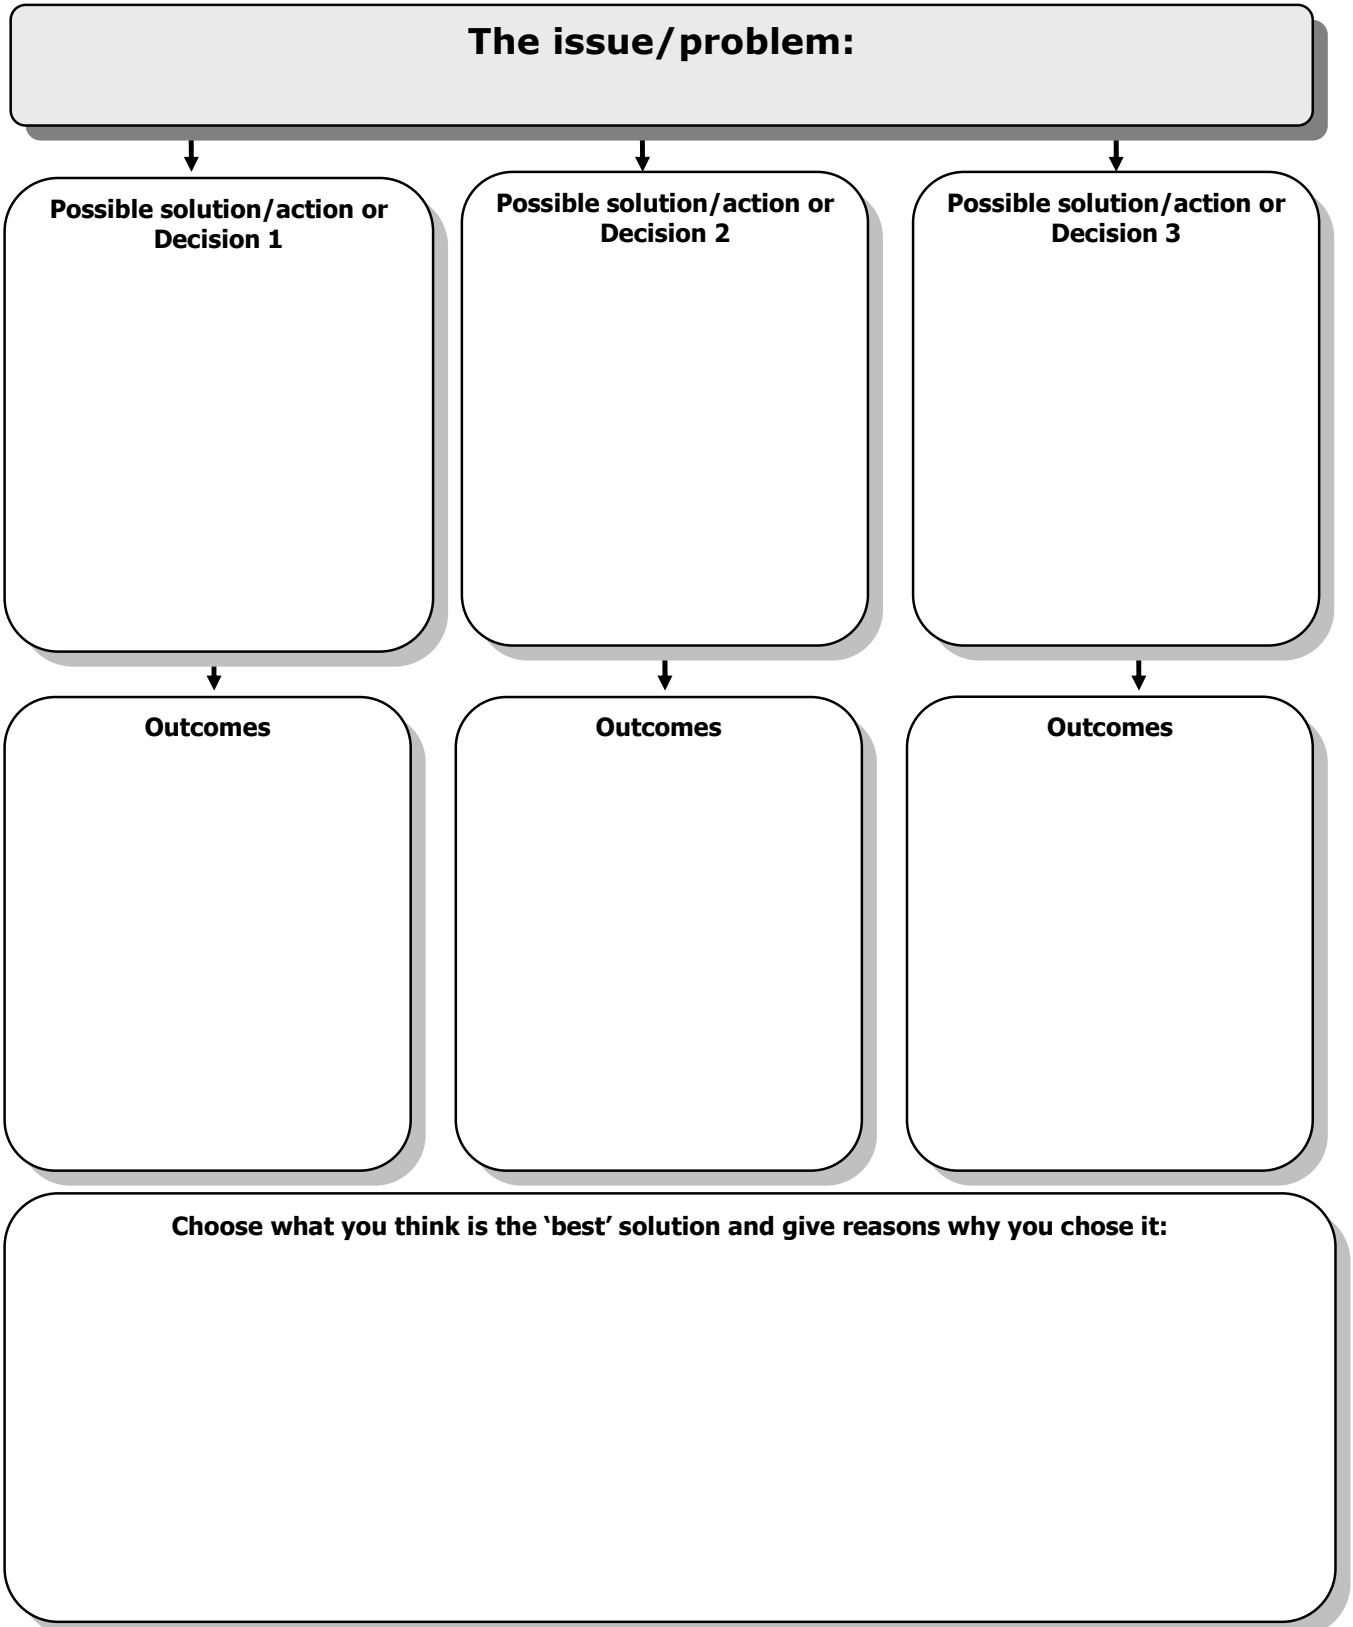 The issue/problem:
Possible solution/action or
Decision 1
Possible solution/action or
Decision 2
Possible solution/action or
Decision 3
Outcomes
Outcomes
Outcomes
Choose what you think is the ‘best’ solution and give reasons why you chose it: